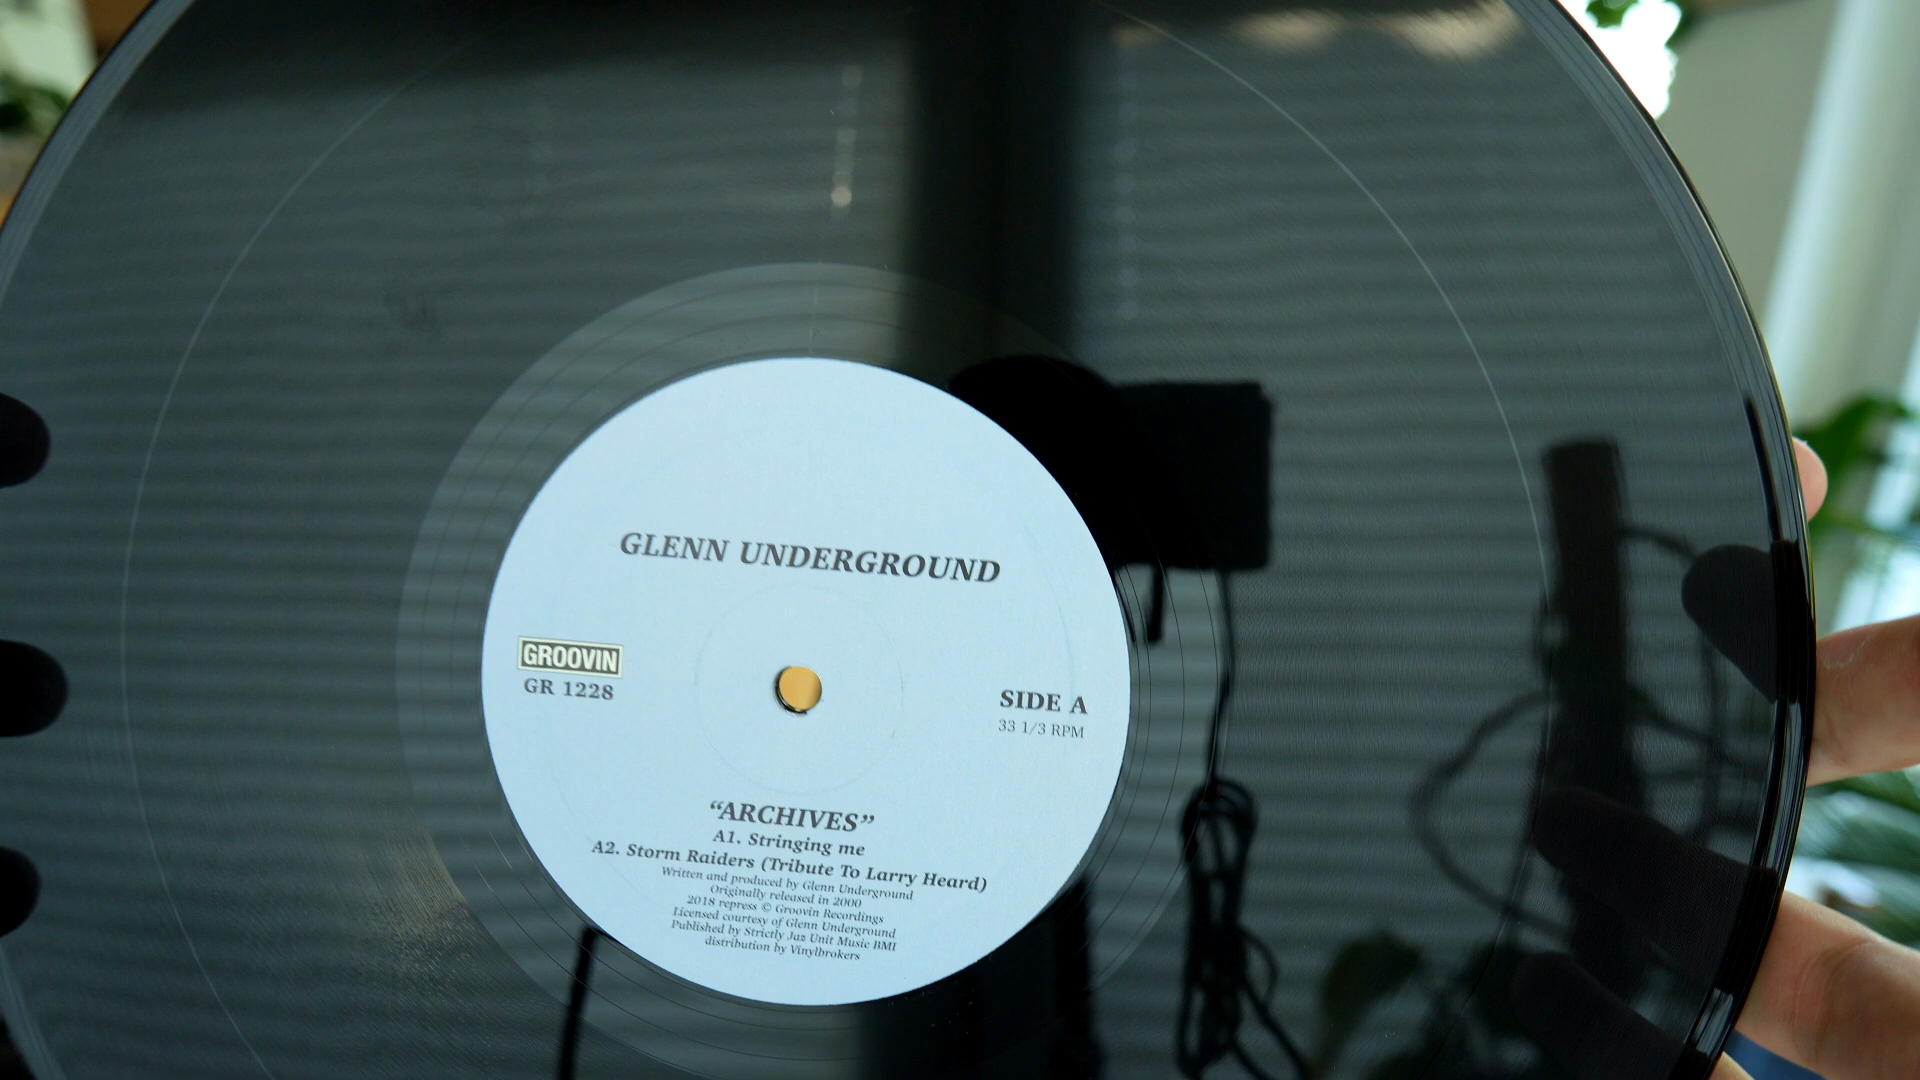 GLENN UNDERGROUND
GROOVIN
GR 1228
SIDE A
33 1/3 RPM
“ARCHIVES”
A1. Stringing me
A2. Storm Raiders (Tribute To Larry Heard)
Written and produced by Glenn Underground
Originally released in 2000
2018 repress © Groovin Recordings
Licensed courtesy of Glenn Underground
Published by Strictly Jaz Unit Music BMI
distribution by Vinylbrokers